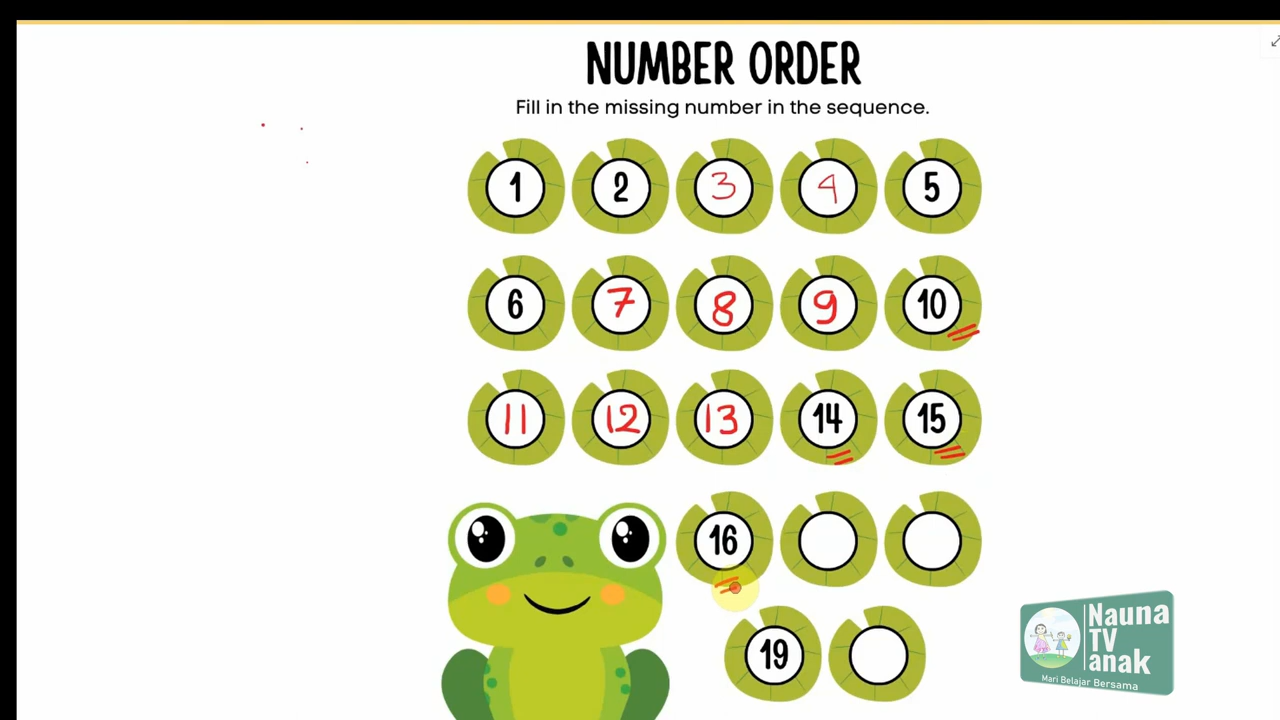 NUMBER ORDER
Fill in the missing number in the sequence.
1 2 3 4 5
6 7 8 9 10
11 12 13 14 15
16
19
Nauna
TV
anak
Mari Belajar Bersama